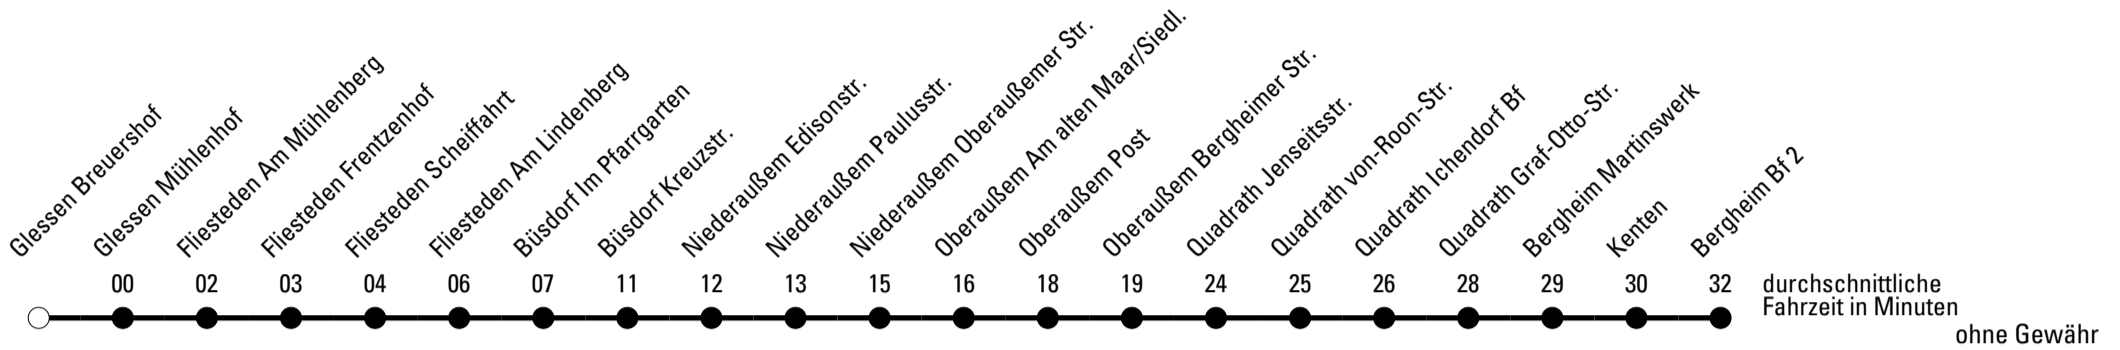 Glessen Breuershof
Glessen Mühlenhof
Fliesteden Am Mühlenberg
Fliesteden Frentzenhof
Fliesteden Scheiffahrt
Fliesteden Am Lindenberg
Büsdorf Im Pfarrgarten
Büsdorf Kreuzstr.
Niederaußem Edisonstr.
Niederaußem Paulusstr.
Niederaußem Oberaußemer Str.
Oberaußem Am alten Maar/Siedl.
Oberaußem Post
Oberaußem Bergheimer Str.
Quadrath Jenseitsstr.
Quadrath von-Roon-Str.
Quadrath Ichendorf Bf
Quadrath Graf-Otto-Str.
Bergheim Martinswerk
Kenten
Bergheim Bf 2
00 02 03 04 06 07 11 12 13 15 16 18 19 24 25 26 28 29 30 32 durchschnittliche
Fahrzeit in Minuten
ohne Gewähr